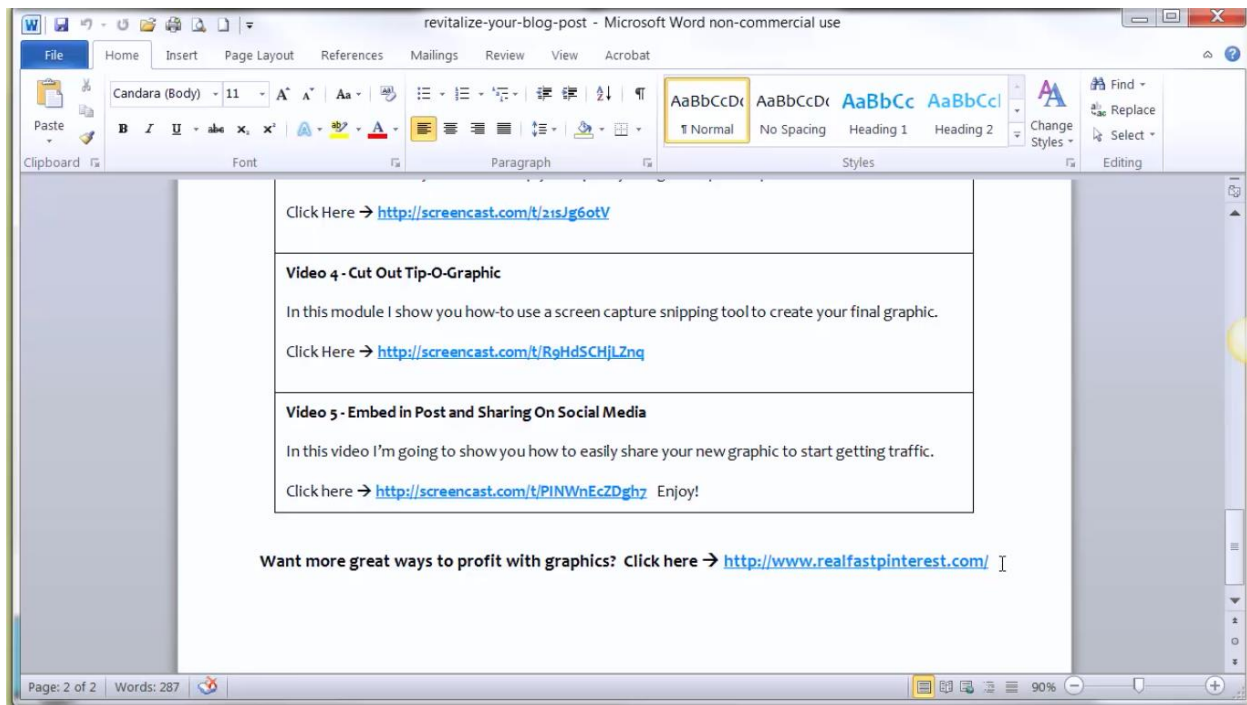 revitalize-your-blog-post - Microsoft Word non-commercial use
File Home Insert Page Layout References Mailings Review View Acrobat
Candara (Body) 11 Aa
AaBbCcDc AaBbCcDc AaBbCc AaBbCcI
Find
Replace
Select
Paste
B I U abe X₂ X² A
¶ Normal No Spacing Heading 1 Heading 2
Change
Styles
Clipboard Font Paragraph Styles Editing
Click Here → http://screencast.com/t/21sJg6otV
Video 4 - Cut Out Tip-O-Graphic
In this module I show you how-to use a screen capture snipping tool to create your final graphic.
Click Here → http://screencast.com/t/R9HdSCHjLZnq
Video 5 - Embed in Post and Sharing On Social Media
In this video I'm going to show you how to easily share your new graphic to start getting traffic.
Click here → http://screencast.com/t/PINWnEcZDgh7 Enjoy!
Want more great ways to profit with graphics? Click here → http://www.realfastpinterest.com/
Page: 2 of 2 Words: 287 90%